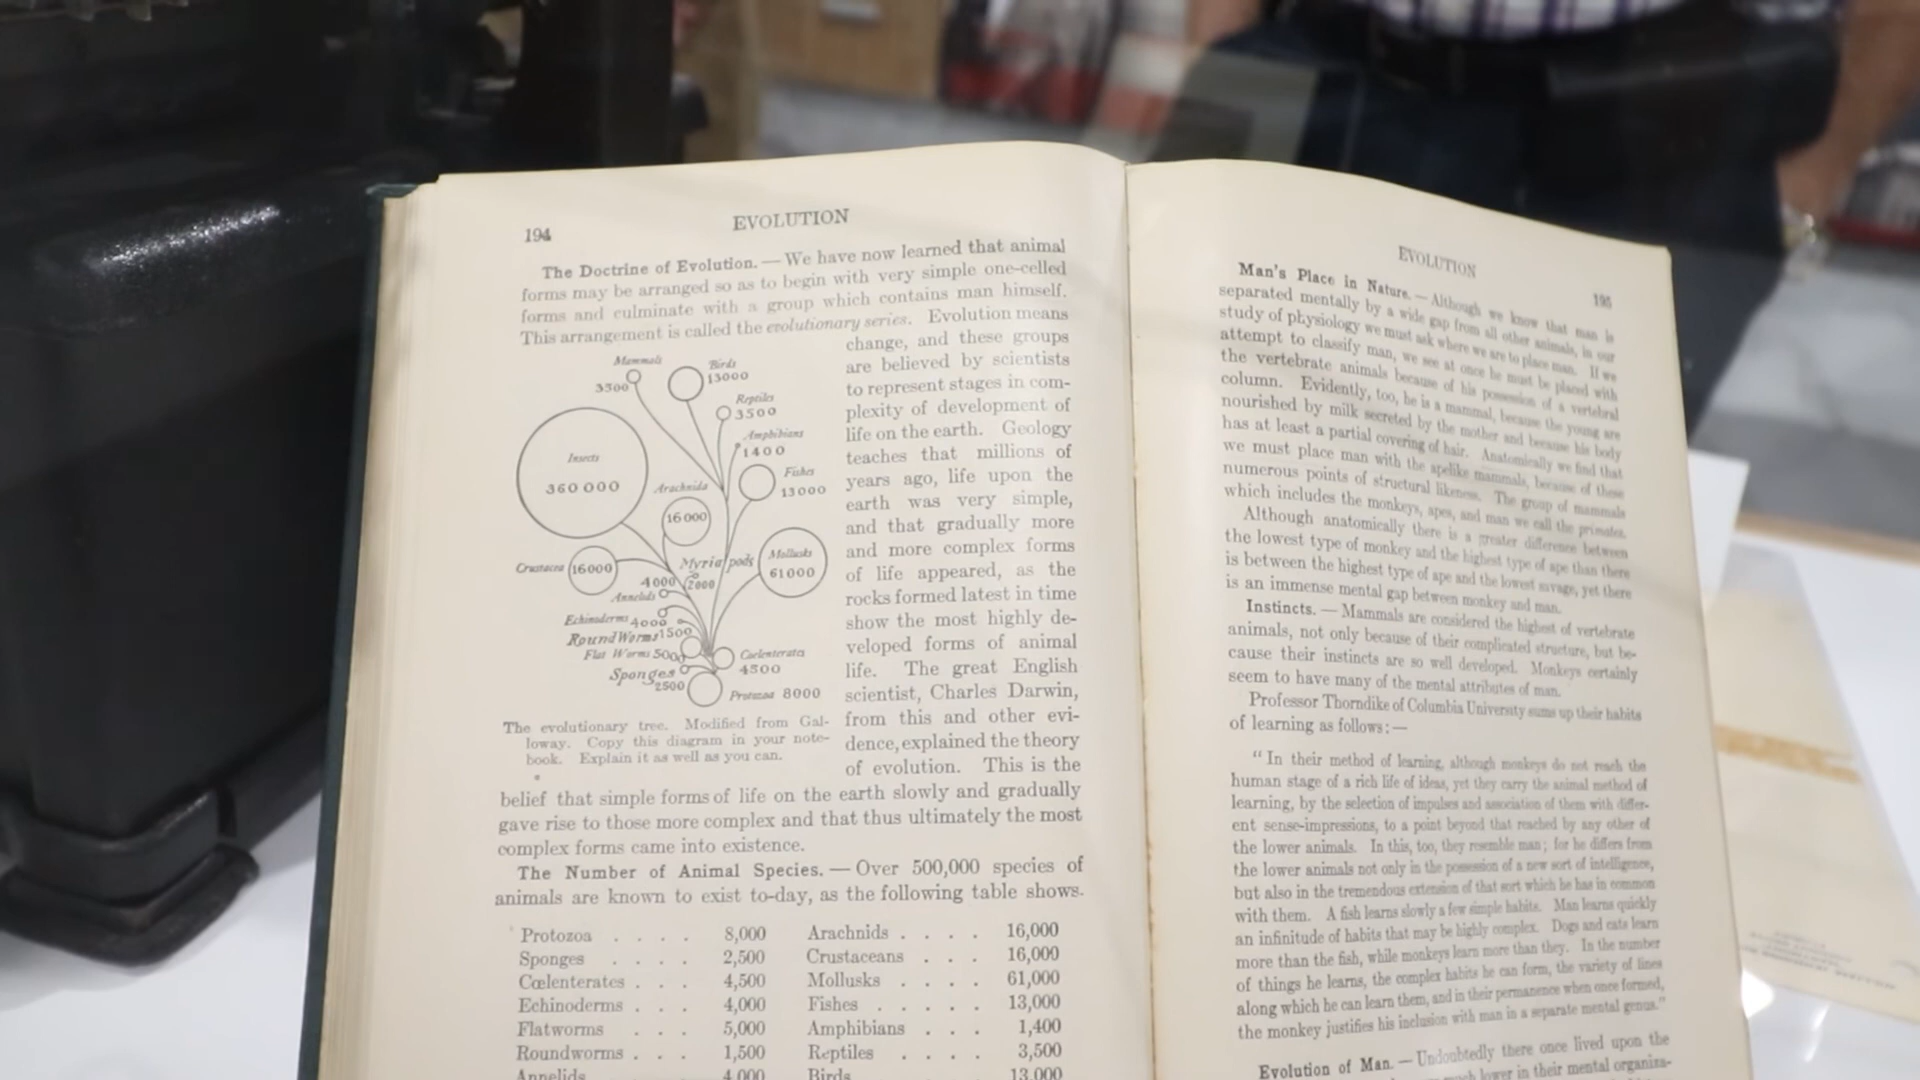 194
EVOLUTION
The Doctrine of Evolution. — We have now learned that animal
forms may be arranged so as to begin with very simple one-celled
forms and culminate with a group which contains man himself.
This arrangement is called the evolutionary series. Evolution means
change, and these groups
are believed by scientists
to represent stages in com-
plexity of development of
life on the earth. Geology
teaches that millions of
years ago, life upon the
earth was very simple,
and that gradually more
and more complex forms
of life appeared, as the
rocks formed latest in time
show the most highly de-
veloped forms of animal
life. The great English
scientist, Charles Darwin,
from this and other evi-
dence, explained the theory
of evolution. This is the
Mammals
3500
Birds
13000
Reptiles
3500
Amphibians
1400
Fishes
13000
Insects
360 000
Arachnida
16000
Crustacea
16000
Myriapods
2000
Mollusks
61000
4000
Annelids
Echinoderms 4000
Round Worms 1500
Flat Worms 5000
Coelenterates
4500
Sponges
2500
Protozoa 8000
The evolutionary tree. Modified from Gal-
loway. Copy this diagram in your note-
book. Explain it as well as you can.
belief that simple forms of life on the earth slowly and gradually
gave rise to those more complex and that thus ultimately the most
complex forms came into existence.
The Number of Animal Species. — Over 500,000 species of
animals are known to exist to-day, as the following table shows.
Protozoa . . . . 8,000 Arachnids . . . . 16,000
Sponges . . . . 2,500 Crustaceans . . . 16,000
Cœlenterates . . . 4,500 Mollusks . . . . 61,000
Echinoderms . . . 4,000 Fishes . . . . . 13,000
Flatworms . . . 5,000 Amphibians . . . 1,400
Roundworms . . . 1,500 Reptiles . . . . 3,500
Annelids 4,000 Birds 13,000
EVOLUTION
195
Man's Place in Nature. — Although we know that man is
separated mentally by a wide gap from all other animals, in our
study of physiology we must ask where we are to place man. If we
attempt to classify man, we see at once he must be placed with
the vertebrate animals because of his possession of a vertebral
column. Evidently, too, he is a mammal, because the young are
nourished by milk secreted by the mother and because his body
has at least a partial covering of hair. Anatomically we find that
we must place man with the apelike mammals, because of these
numerous points of structural likeness. The group of mammals
which includes the monkeys, apes, and man we call the primates.
Although anatomically there is a greater difference between
the lowest type of monkey and the highest type of ape than there
is between the highest type of ape and the lowest savage, yet there
is an immense mental gap between monkey and man.
Instincts. — Mammals are considered the highest of vertebrate
animals, not only because of their complicated structure, but be-
cause their instincts are so well developed. Monkeys certainly
seem to have many of the mental attributes of man.
Professor Thorndike of Columbia University sums up their habits
of learning as follows: —
"In their method of learning, although monkeys do not reach the
human stage of a rich life of ideas, yet they carry the animal method of
learning, by the selection of impulses and association of them with differ-
ent sense-impressions, to a point beyond that reached by any other of
the lower animals. In this, too, they resemble man; for he differs from
the lower animals not only in the possession of a new sort of intelligence,
but also in the tremendous extension of that sort which he has in common
with them. A fish learns slowly a few simple habits. Man learns quickly
an infinitude of habits that may be highly complex. Dogs and cats learn
more than the fish, while monkeys learn more than they. In the number
of things he learns, the complex habits he can form, the variety of lines
along which he can learn them, and in their permanence when once formed,
the monkey justifies his inclusion with man in a separate mental genus."
Evolution of Man. — Undoubtedly there once lived upon the
lower in their mental organiza-